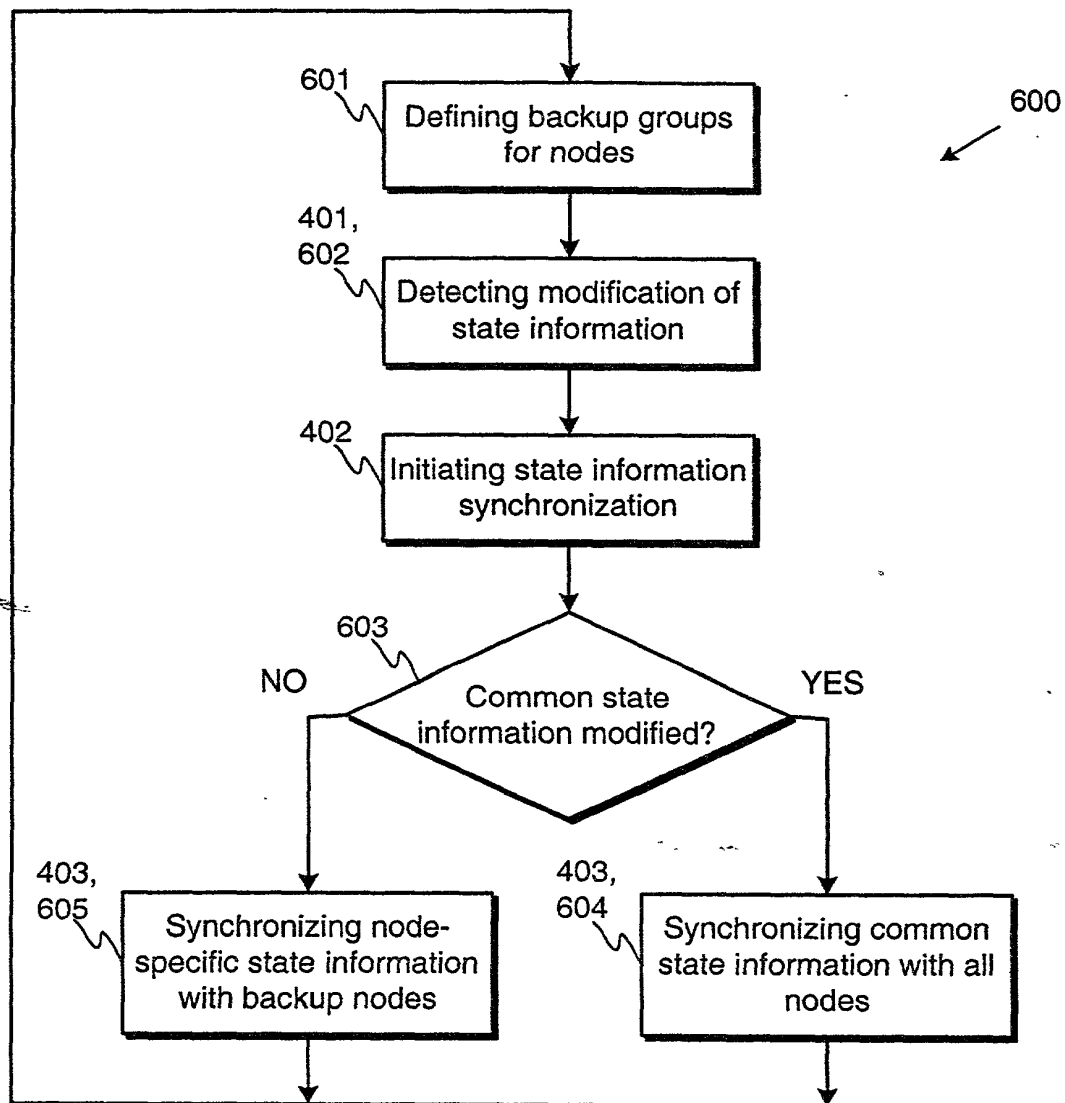 601
Defining backup groups
for nodes
600
401,
602
Detecting modification of
state information
402
Initiating state information
synchronization
603
NO
Common state
information modified?
YES
403,
605
Synchronizing node-
specific state information
with backup nodes
403,
604
Synchronizing common
state information with all
nodes